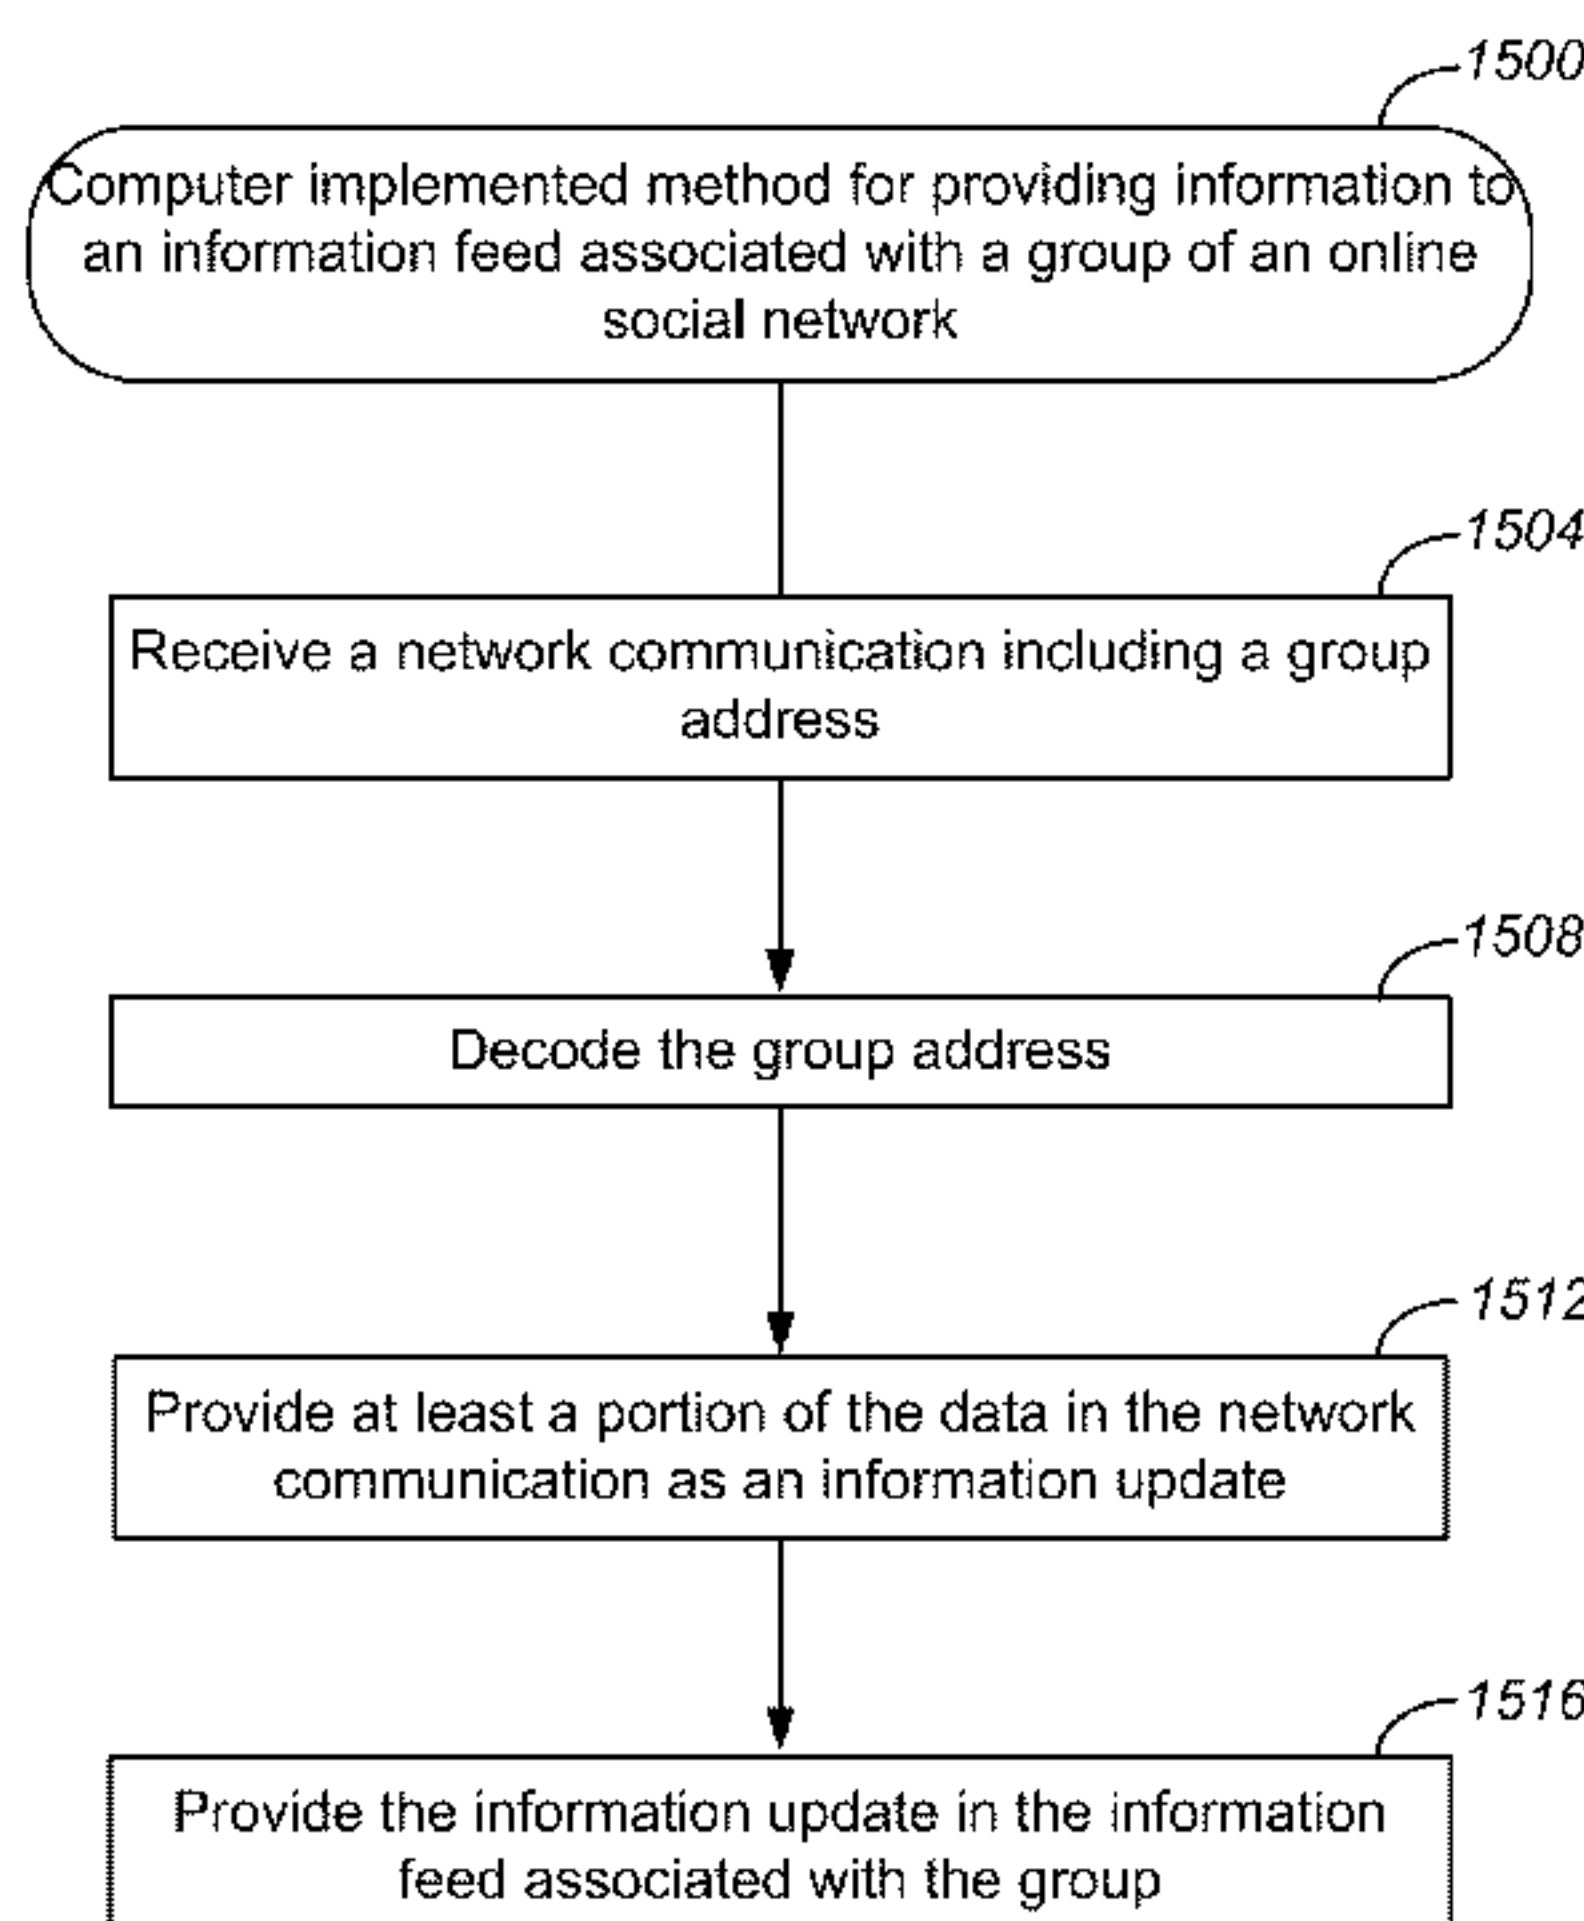 1500
Computer implemented method for providing information to
an information feed associated with a group of an online
social network
1504
Receive a network communication including a group
address
1508
Decode the group address
1512
Provide at least a portion of the data in the network
communication as an information update
1516
Provide the information update in the information
feed associated with the group